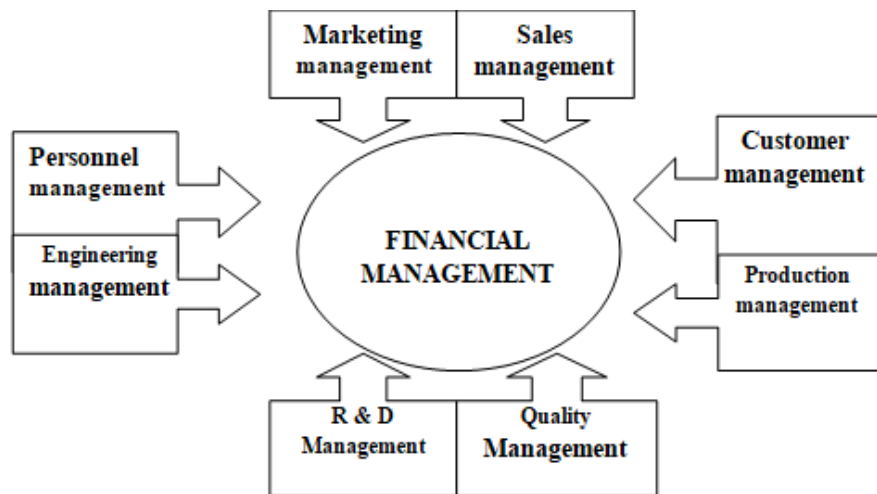 Marketing
management
Sales
management
Personnel
management
Customer
management
FINANCIAL
MANAGEMENT
Engineering
management
Production
management
R & D
Management
Quality
Management